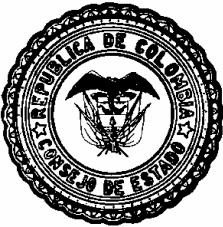 REPUBLICA DE COLOMBIA
CONSEJO DE ESTADO